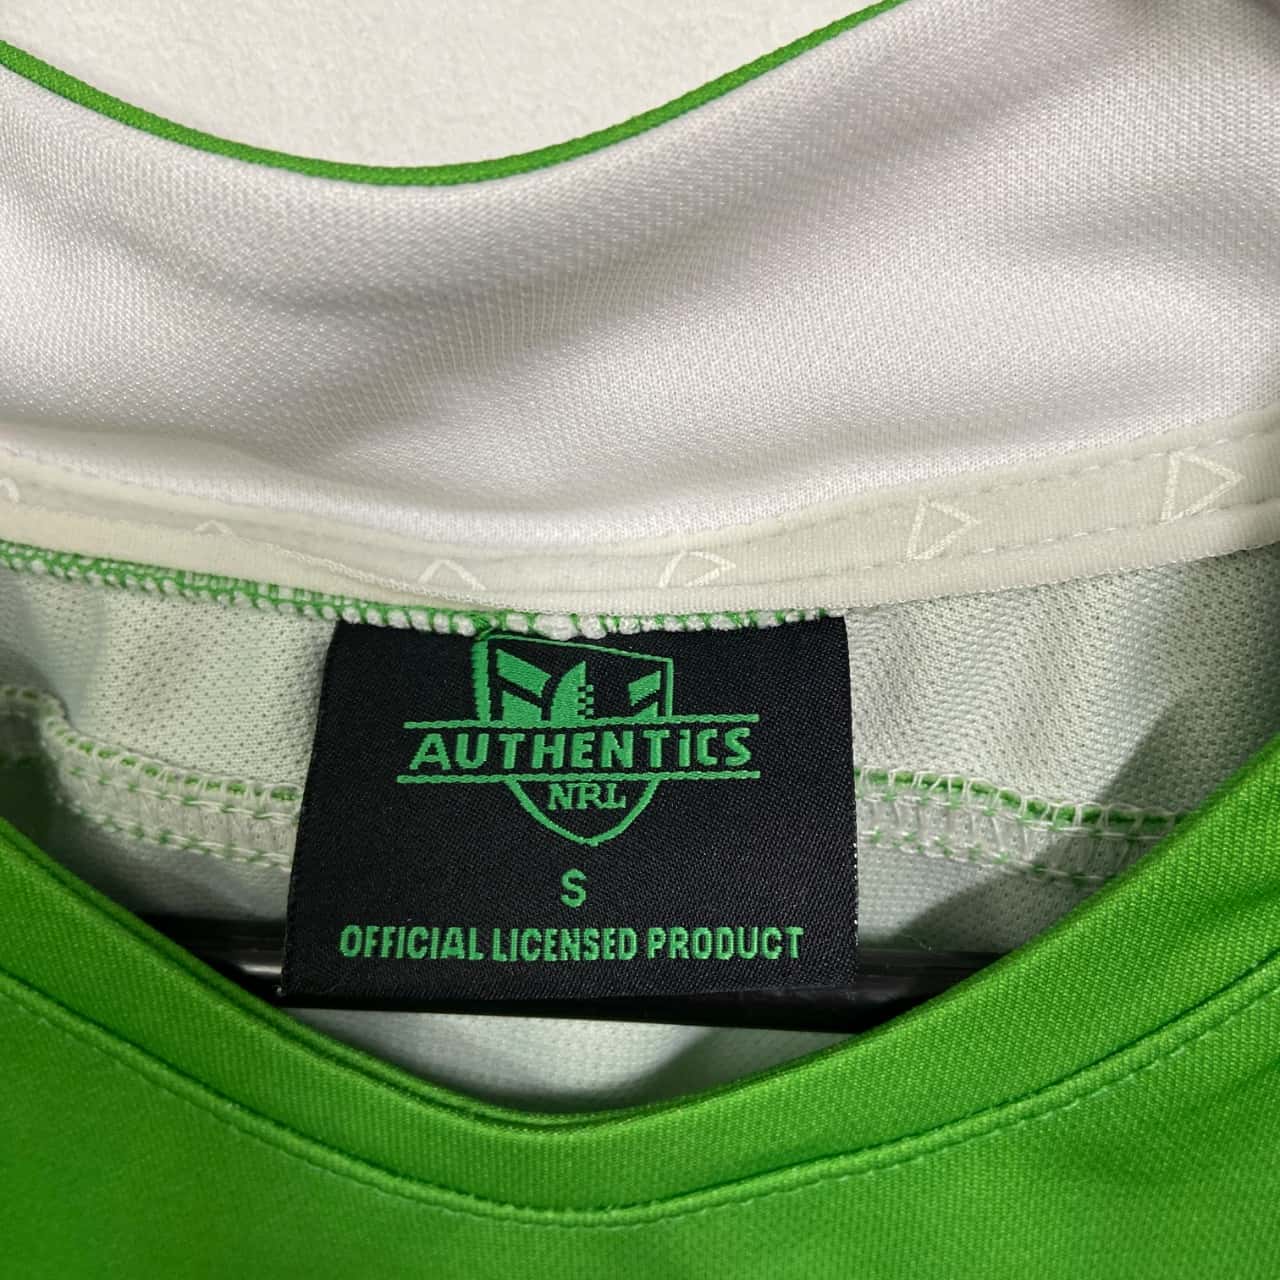 AUTHENTiCS
NRL
S
OFFICIAL LICENSED PRODUCT